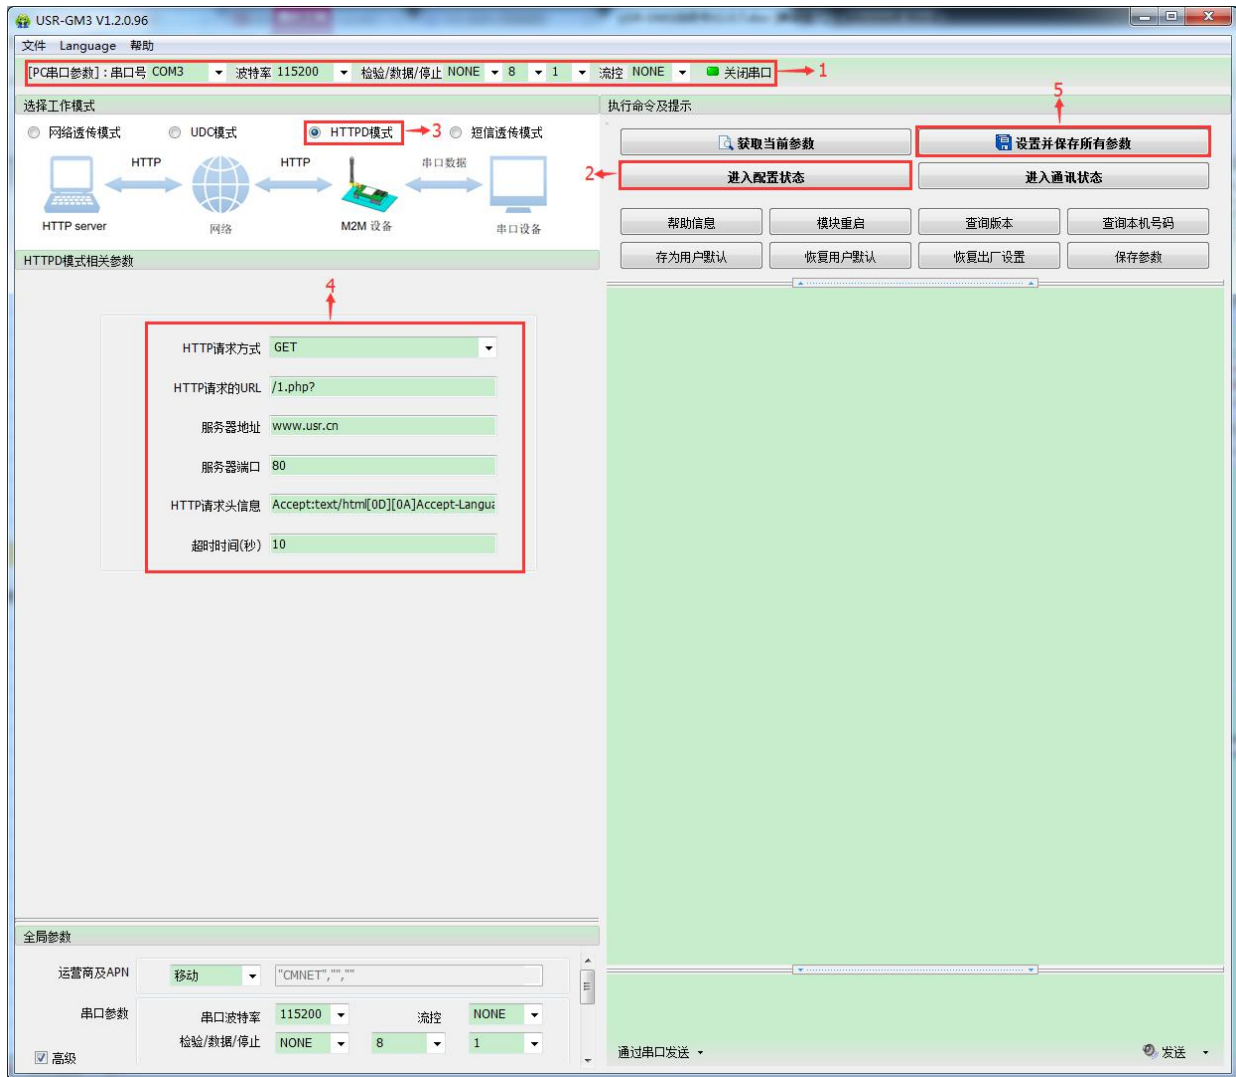 USR-GM3 V1.2.0.96
文件 Language 帮助
[PC串口参数]：串口号 COM3 波特率 115200 检验/数据/停止 NONE 8 1 流控 NONE 关闭串口 1
选择工作模式
网络透传模式 UDC模式 HTTPD模式 3 短信透传模式
HTTP HTTP 串口数据
HTTP server 网络 M2M 设备 串口设备
HTTPD模式相关参数
4
HTTP请求方式 GET
HTTP请求的URL /1.php?
服务器地址 www.usr.cn
服务器端口 80
HTTP请求头信息 Accept:text/html[0D][0A]Accept-Langua
超时时间(秒) 10
全局参数
运营商及APN 移动 "CMNET","",""
串口参数 串口波特率 115200 流控 NONE
检验/数据/停止 NONE 8 1
高级
执行命令及提示
5
获取当前参数 设置并保存所有参数
2 进入配置状态 进入通讯状态
帮助信息 模块重启 查询版本 查询本机号码
存为用户默认 恢复用户默认 恢复出厂设置 保存参数
通过串口发送 发送